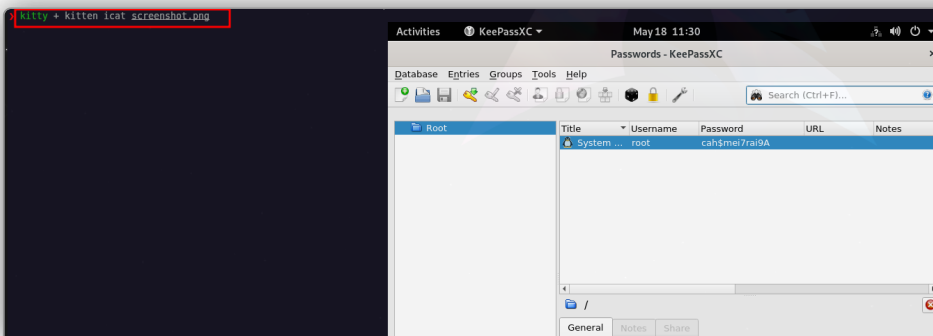 ❯ kitty + kitten icat screenshot.png
Activities KeePassXC ▾ May 18 11:30
Passwords - KeePassXC
Database Entries Groups Tools Help
Search (Ctrl+F)...
Root
Title Username Password URL Notes
System ... root cah$mei7rai9A
/
General Notes Share